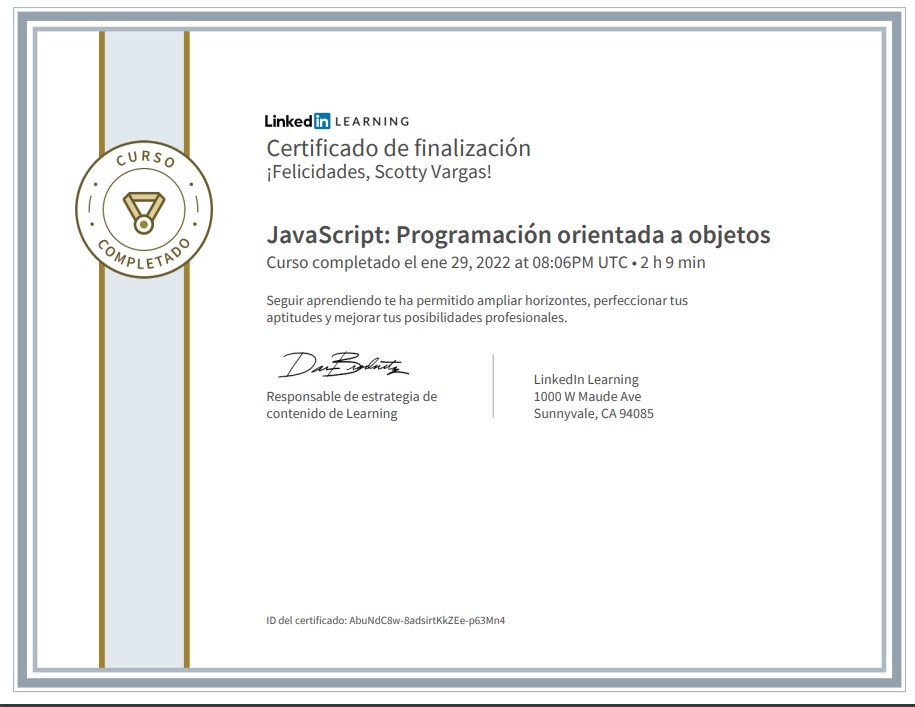 CURSO
COMPLETADO
Linked in LEARNING
Certificado de finalización
¡Felicidades, Scotty Vargas!
JavaScript: Programación orientada a objetos
Curso completado el ene 29, 2022 at 08:06PM UTC • 2 h 9 min
Seguir aprendiendo te ha permitido ampliar horizontes, perfeccionar tus
aptitudes y mejorar tus posibilidades profesionales.
Responsable de estrategia de
contenido de Learning
LinkedIn Learning
1000 W Maude Ave
Sunnyvale, CA 94085
ID del certificado: AbuNdC8w-8adsirtKkZEe-p63Mn4